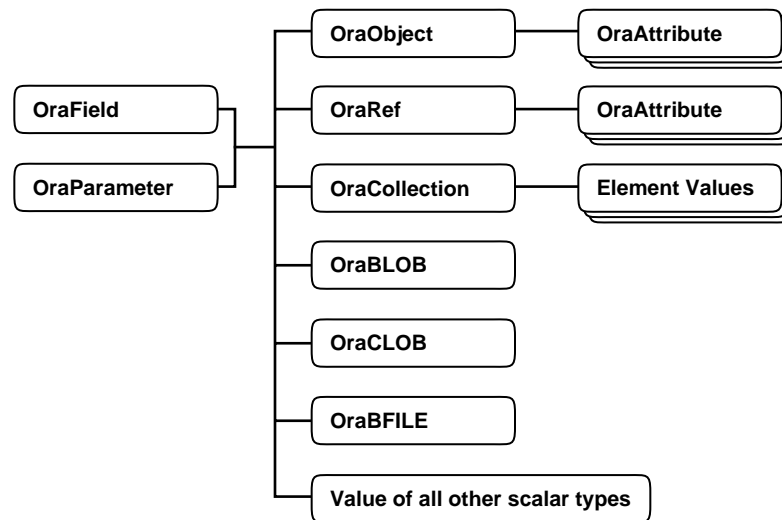 OraField
OraParameter
OraObject
OraAttribute
OraRef
OraAttribute
OraCollection
Element Values
OraBLOB
OraCLOB
OraBFILE
Value of all other scalar types